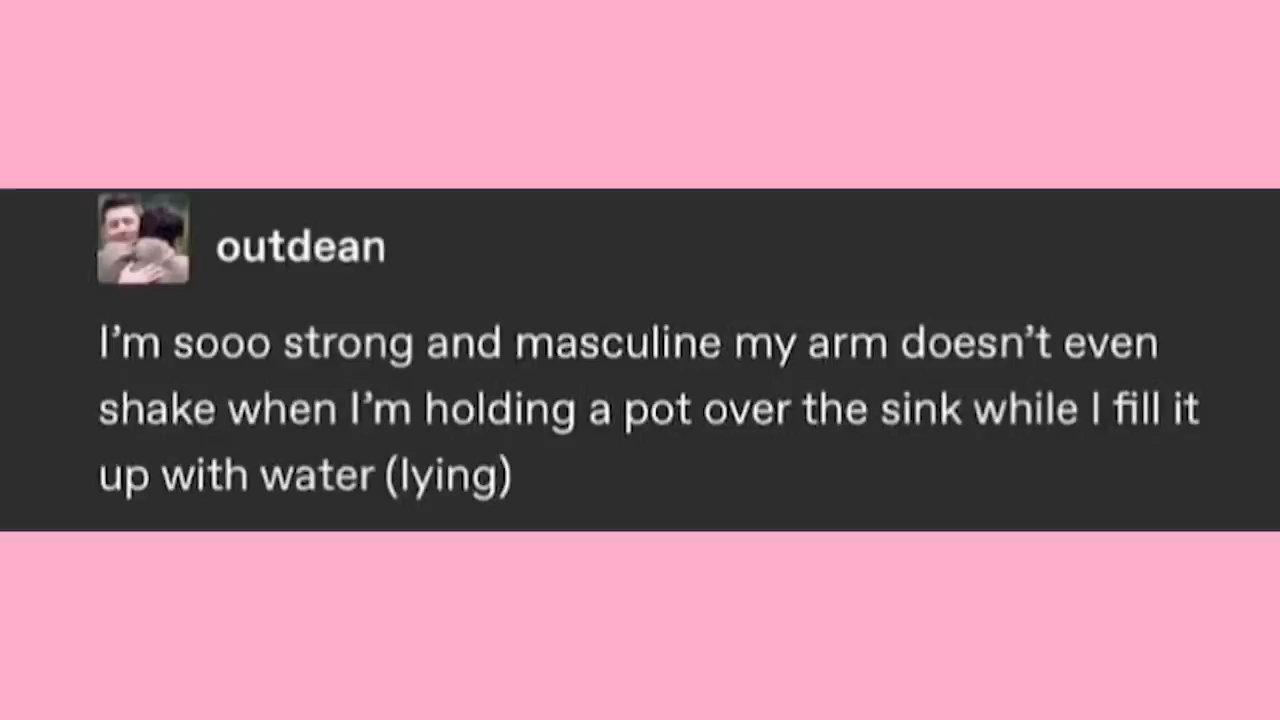 outdean
I’m sooo strong and masculine my arm doesn’t even
shake when I’m holding a pot over the sink while I fill it
up with water (lying)